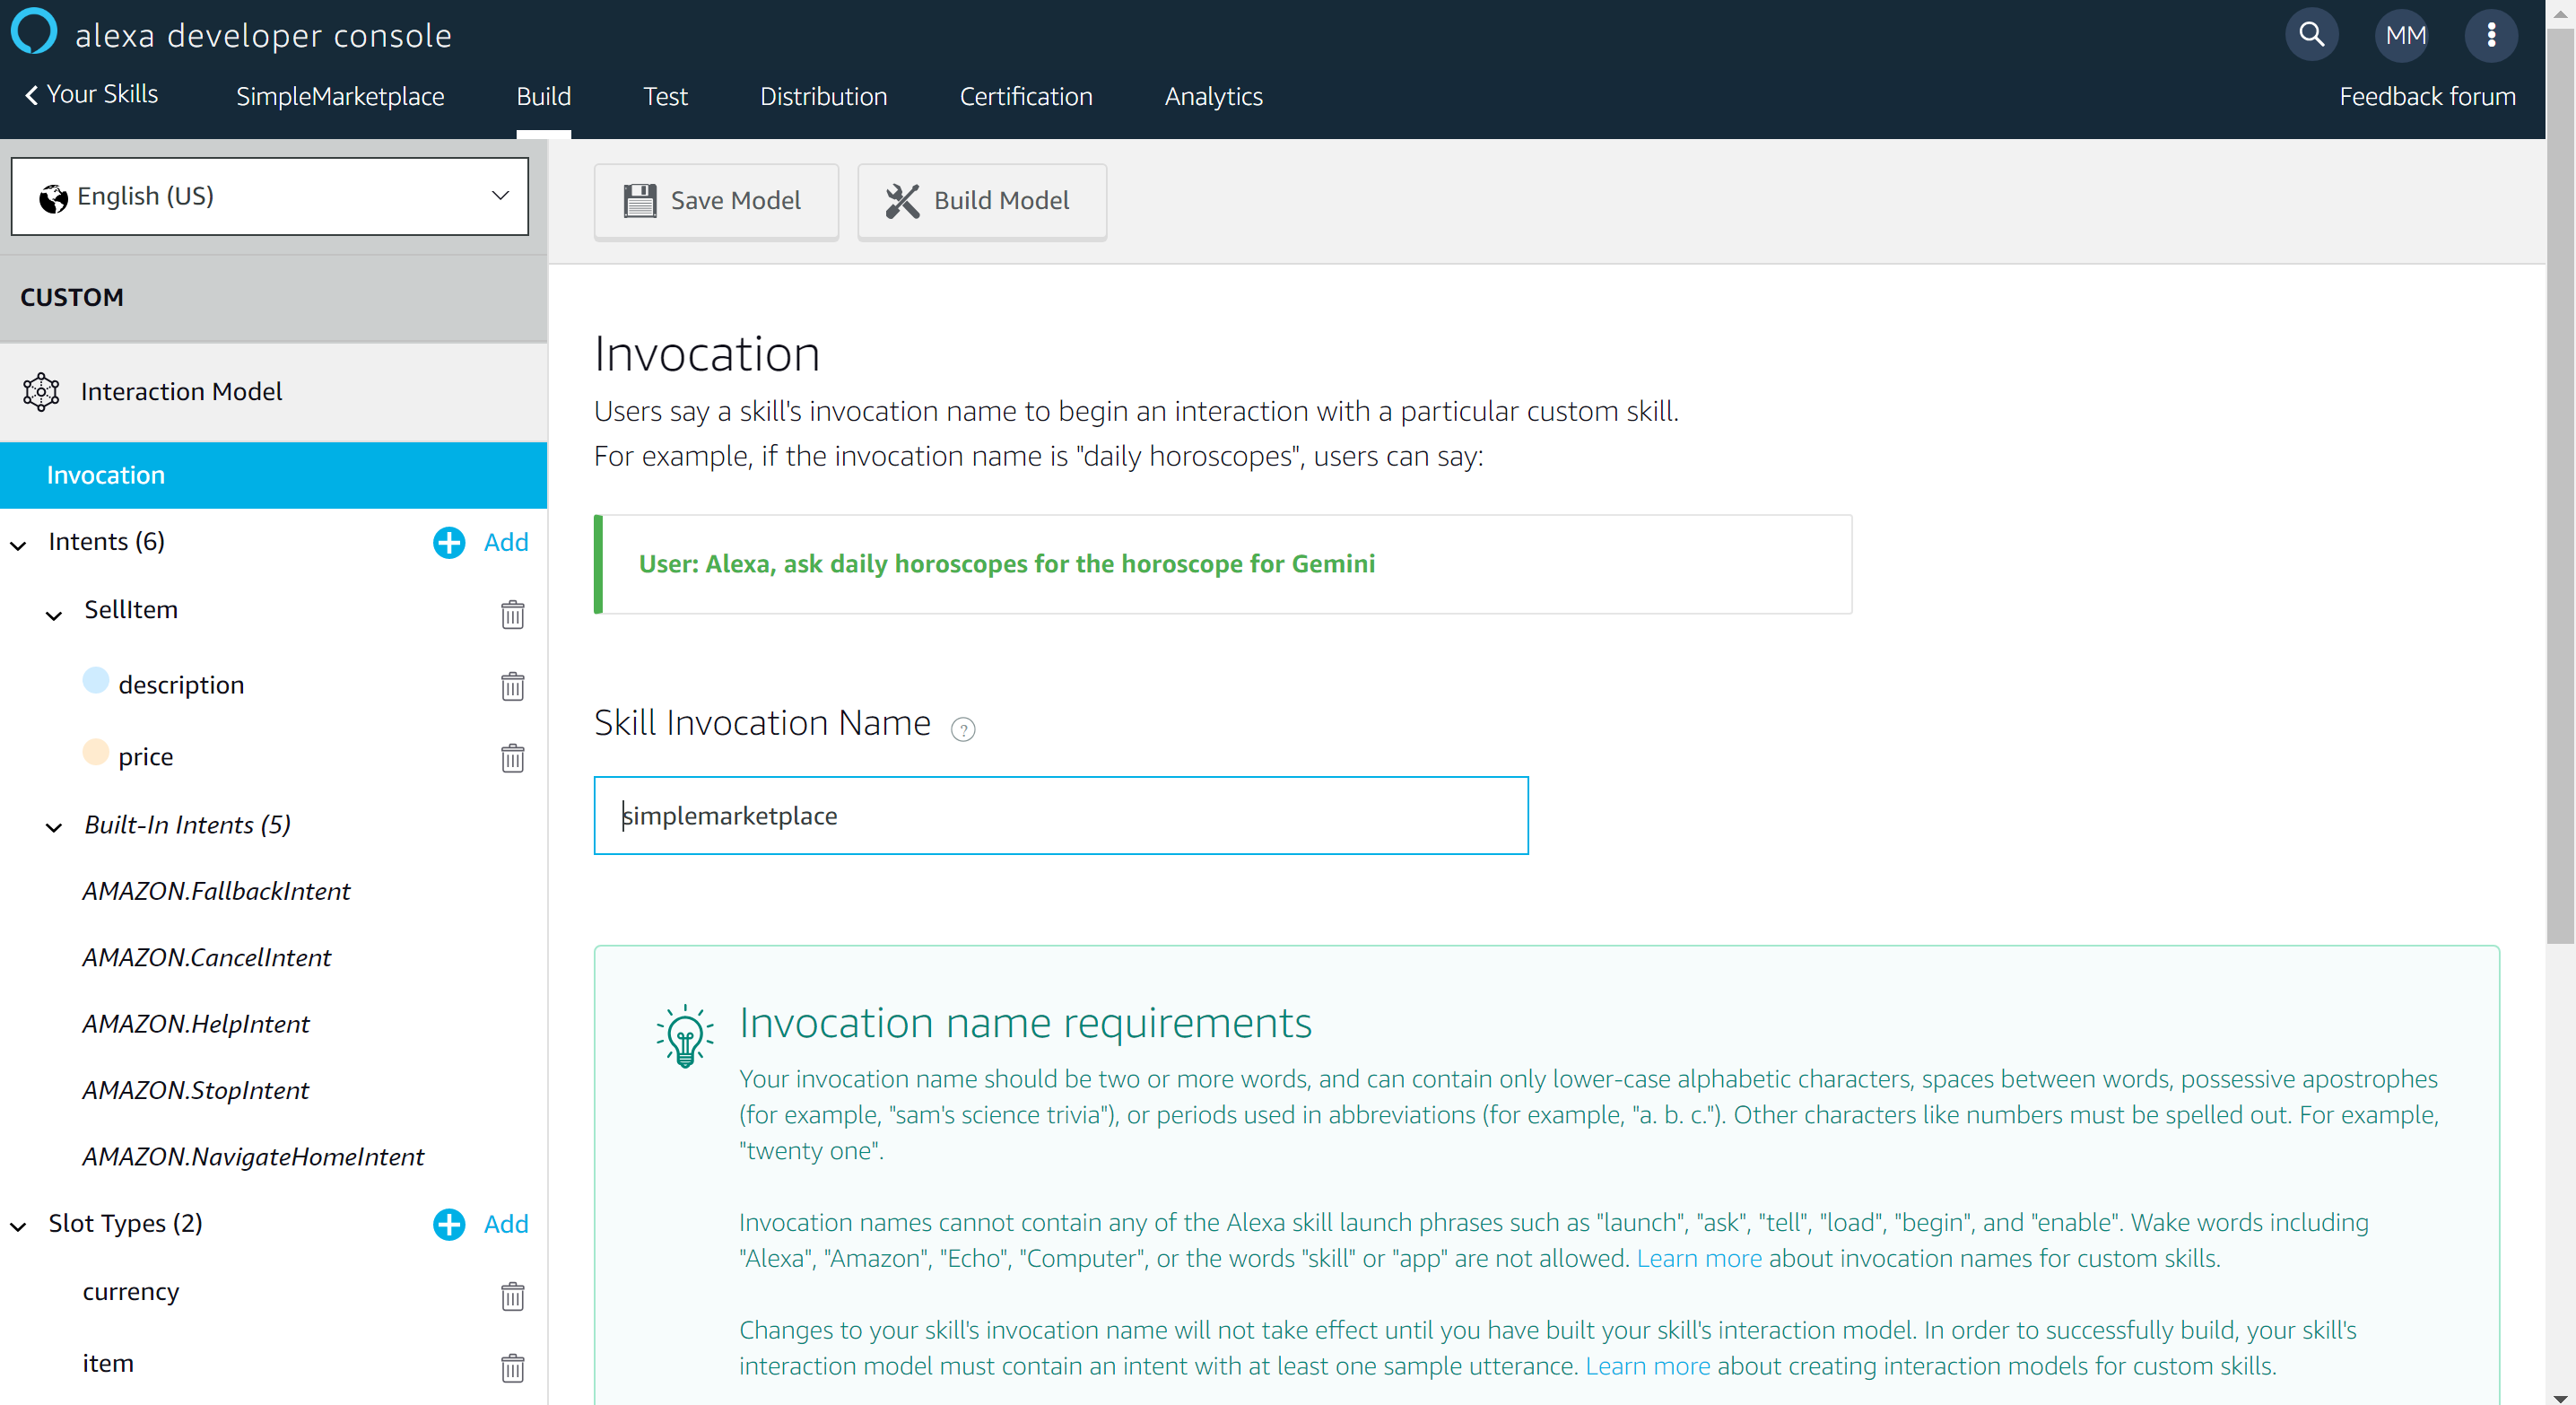 alexa developer console
MM
Your Skills
SimpleMarketplace
Build
Test
Distribution
Certification
Analytics
Feedback forum
English (US)
Save Model
Build Model
CUSTOM
Interaction Model
Invocation
Intents (6)
Add
SellItem
description
price
Built-In Intents (5)
AMAZON.FallbackIntent
AMAZON.CancelIntent
AMAZON.HelpIntent
AMAZON.StopIntent
AMAZON.NavigateHomeIntent
Slot Types (2)
Add
currency
item
Invocation
Users say a skill's invocation name to begin an interaction with a particular custom skill.
For example, if the invocation name is "daily horoscopes", users can say:
User: Alexa, ask daily horoscopes for the horoscope for Gemini
Skill Invocation Name ?
simplemarketplace
Invocation name requirements
Your invocation name should be two or more words, and can contain only lower-case alphabetic characters, spaces between words, possessive apostrophes
(for example, "sam's science trivia"), or periods used in abbreviations (for example, "a. b. c."). Other characters like numbers must be spelled out. For example,
"twenty one".
Invocation names cannot contain any of the Alexa skill launch phrases such as "launch", "ask", "tell", "load", "begin", and "enable". Wake words including
"Alexa", "Amazon", "Echo", "Computer", or the words "skill" or "app" are not allowed. Learn more about invocation names for custom skills.
Changes to your skill's invocation name will not take effect until you have built your skill's interaction model. In order to successfully build, your skill's
interaction model must contain an intent with at least one sample utterance. Learn more about creating interaction models for custom skills.